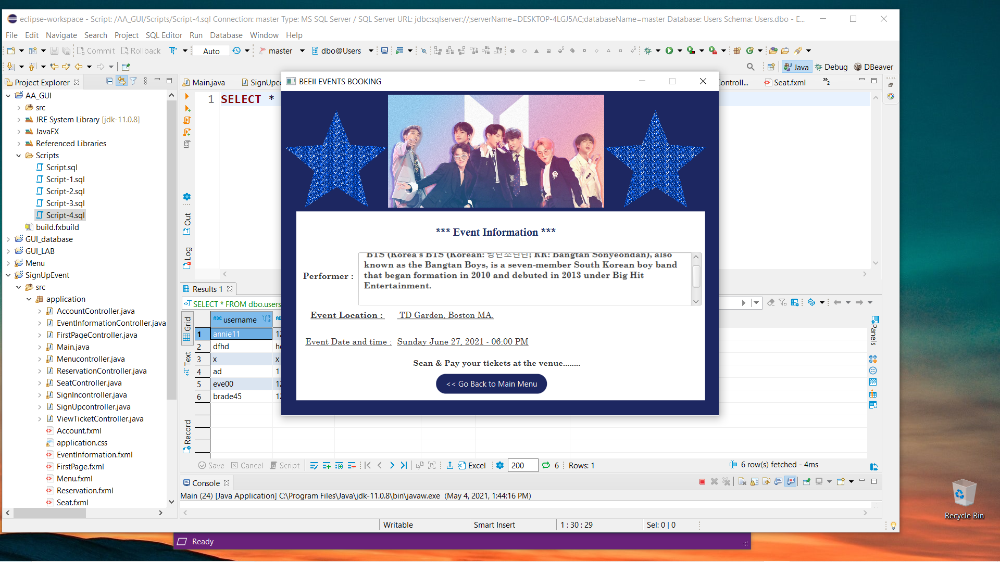 eclipse-workspace - Script: /AA_GUI/Scripts/Script-4.sql Connection: master Type: MS SQL Server / SQL Server URL: jdbc:sqlserver://;serverName=DESKTOP-4LGJ5AC;databaseName=master Database: Users Schema: Users.dbo - E...
File Edit Navigate Search Project SQL Editor Run Database Window Help
Commit Rollback Auto master dbo@Users
Java Debug DBeaver
Project Explorer
AA_GUI
src
JRE System Library [jdk-11.0.8]
JavaFX
Referenced Libraries
Scripts
Script.sql
Script-1.sql
Script-2.sql
Script-3.sql
Script-4.sql
build.fxbuild
GUI_database
GUI_LAB
Menu
SignUpEvent
src
application
AccountController.java
EventInformationController.java
FirstPageController.java
Main.java
Menucontroller.java
ReservationController.java
SeatController.java
SignIncontroller.java
SignUpcontroller.java
ViewTicketController.java
Account.fxml
application.css
EventInformation.fxml
FirstPage.fxml
Menu.fxml
Reservation.fxml
Seat.fxml
Main.java SignUpco
Controll... Seat.fxml »2
1 SELECT *
Out
Log
BEEII EVENTS BOOKING
*** Event Information ***
Performer :
BTS (Korea's BTS (Korean: 방탄소년단; RR: Bangtan Sonyeondan), also
known as the Bangtan Boys, is a seven-member South Korean boy band
that began formation in 2010 and debuted in 2013 under Big Hit
Entertainment.
Event Location : TD Garden, Boston MA.
Event Date and time : Sunday June 27, 2021 - 06:00 PM
Scan & Pay your tickets at the venue........
<< Go Back to Main Menu
Results 1
SELECT * FROM dbo.users
Grid
Text
Record
Panels
ABC username ABC
1 annie11 12
2 dfhd hd
3 x x
4 ad 1
5 eve00 12
6 brade45 12
Save Cancel Script Excel 200 6 Rows: 1 6 row(s) fetched - 4ms
Console
Main (24) [Java Application] C:\Program Files\Java\jdk-11.0.8\bin\javaw.exe (May 4, 2021, 1:44:16 PM)
Writable Smart Insert 1 : 30 : 29 Sel: 0 | 0
Ready
Recycle Bin